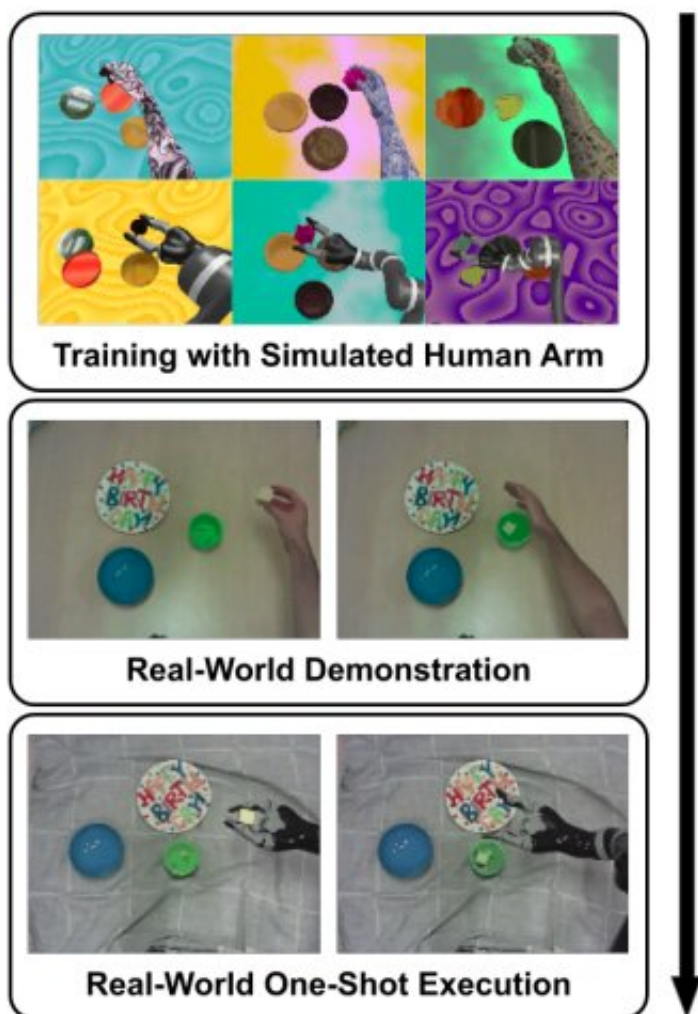 Training with Simulated Human Arm
Real-World Demonstration
Real-World One-Shot Execution